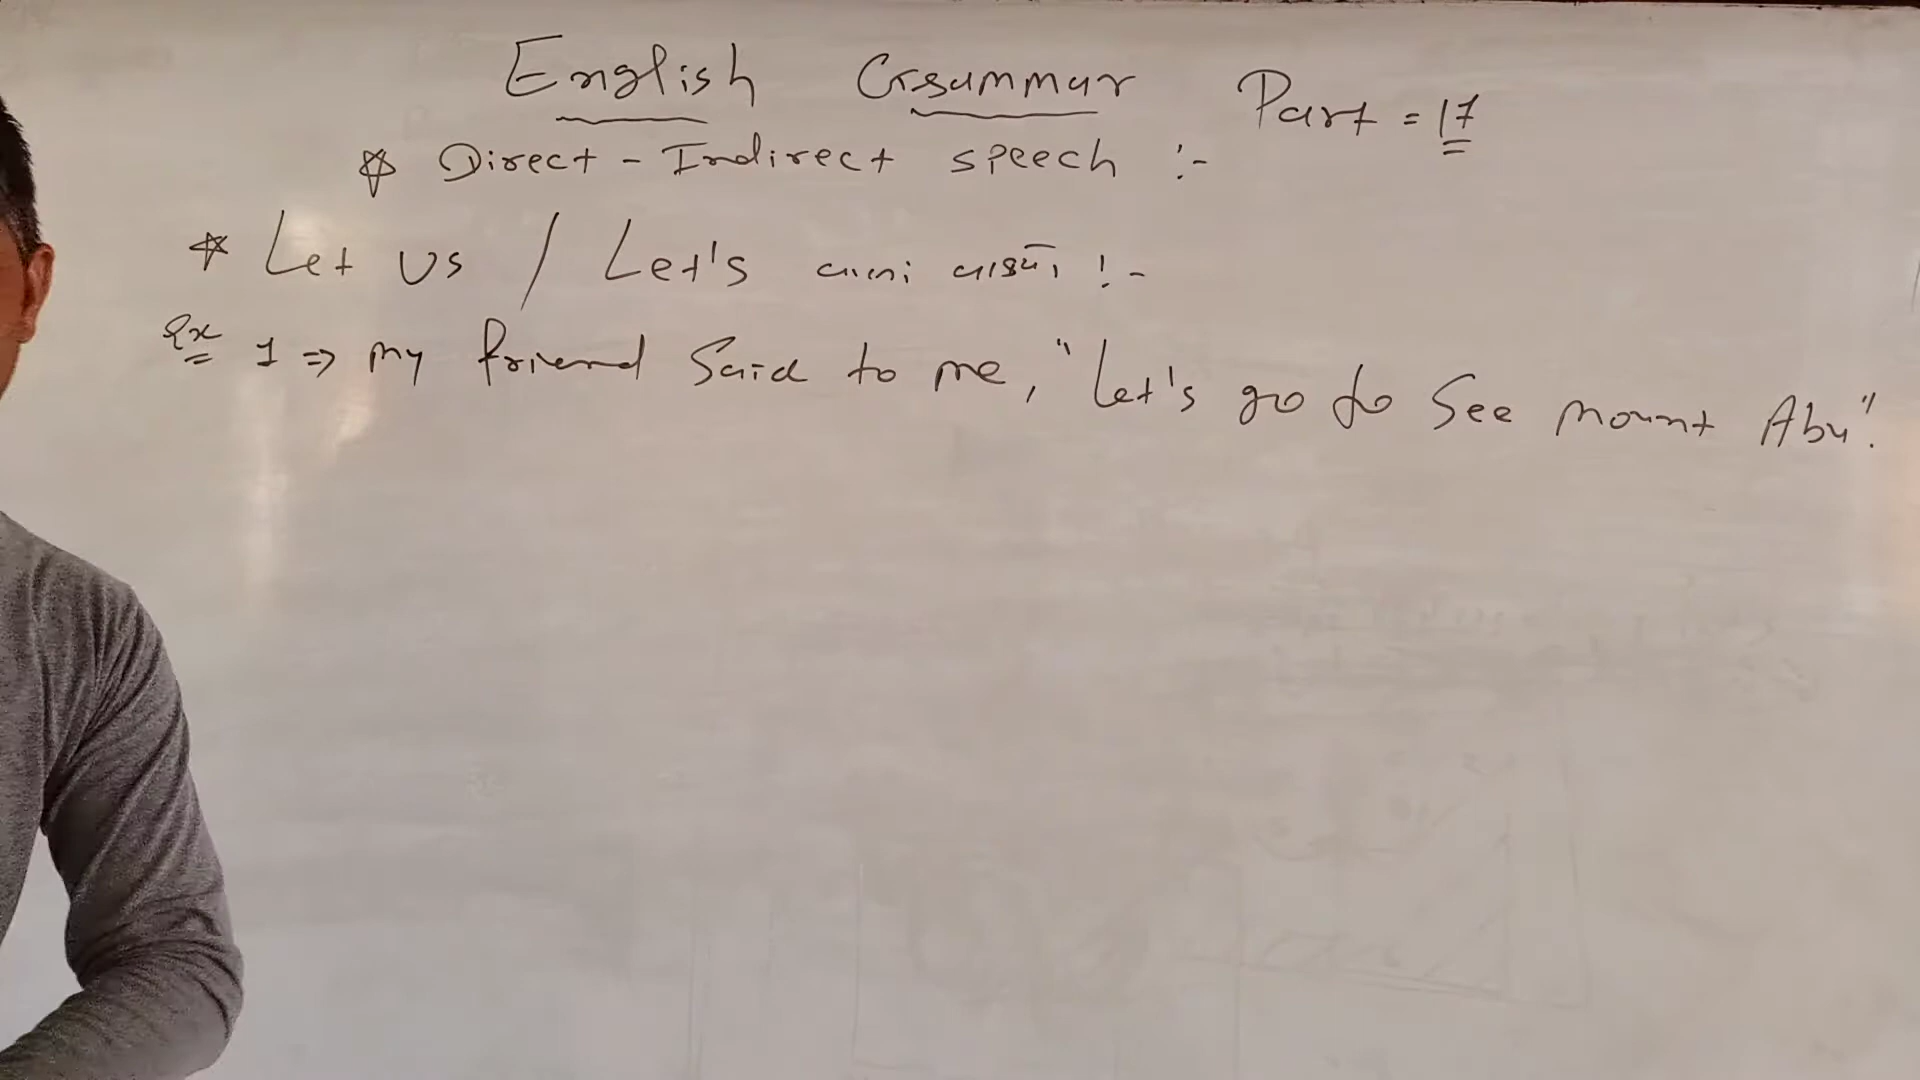 English Grammar Part = 17
☆ Direct - Indirect speech :-
☆ Let us / Let's વાળાં વાક્યો :-
Ex 1 ⇒ my friend said to me, "Let's go to see mount Abu".